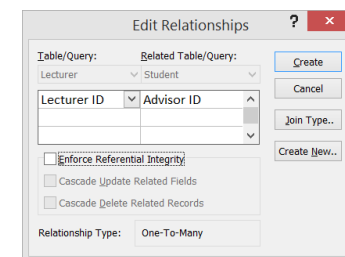 Edit Relationships ? ×
Table/Query: Related Table/Query: Create
Lecturer Student
Cancel
Lecturer ID Advisor ID
Join Type..
Enforce Referential Integrity Create New..
Cascade Update Related Fields
Cascade Delete Related Records
Relationship Type: One-To-Many